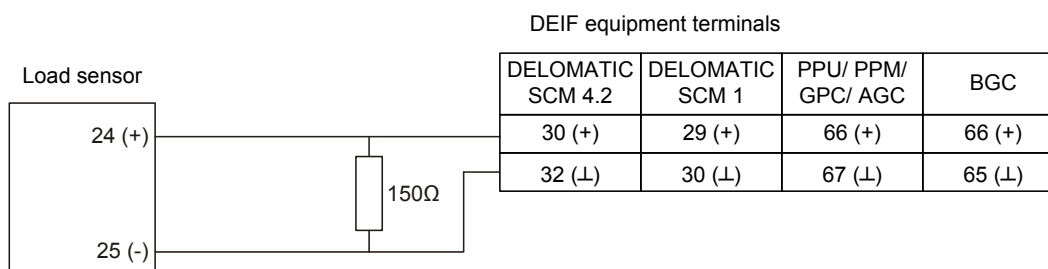 DEIF equipment terminals
Load sensor
DELOMATIC SCM 4.2
DELOMATIC SCM 1
PPU/ PPM/ GPC/ AGC
BGC
24 (+)
30 (+)
29 (+)
66 (+)
66 (+)
32 (⊥)
30 (⊥)
67 (⊥)
65 (⊥)
150Ω
25 (-)